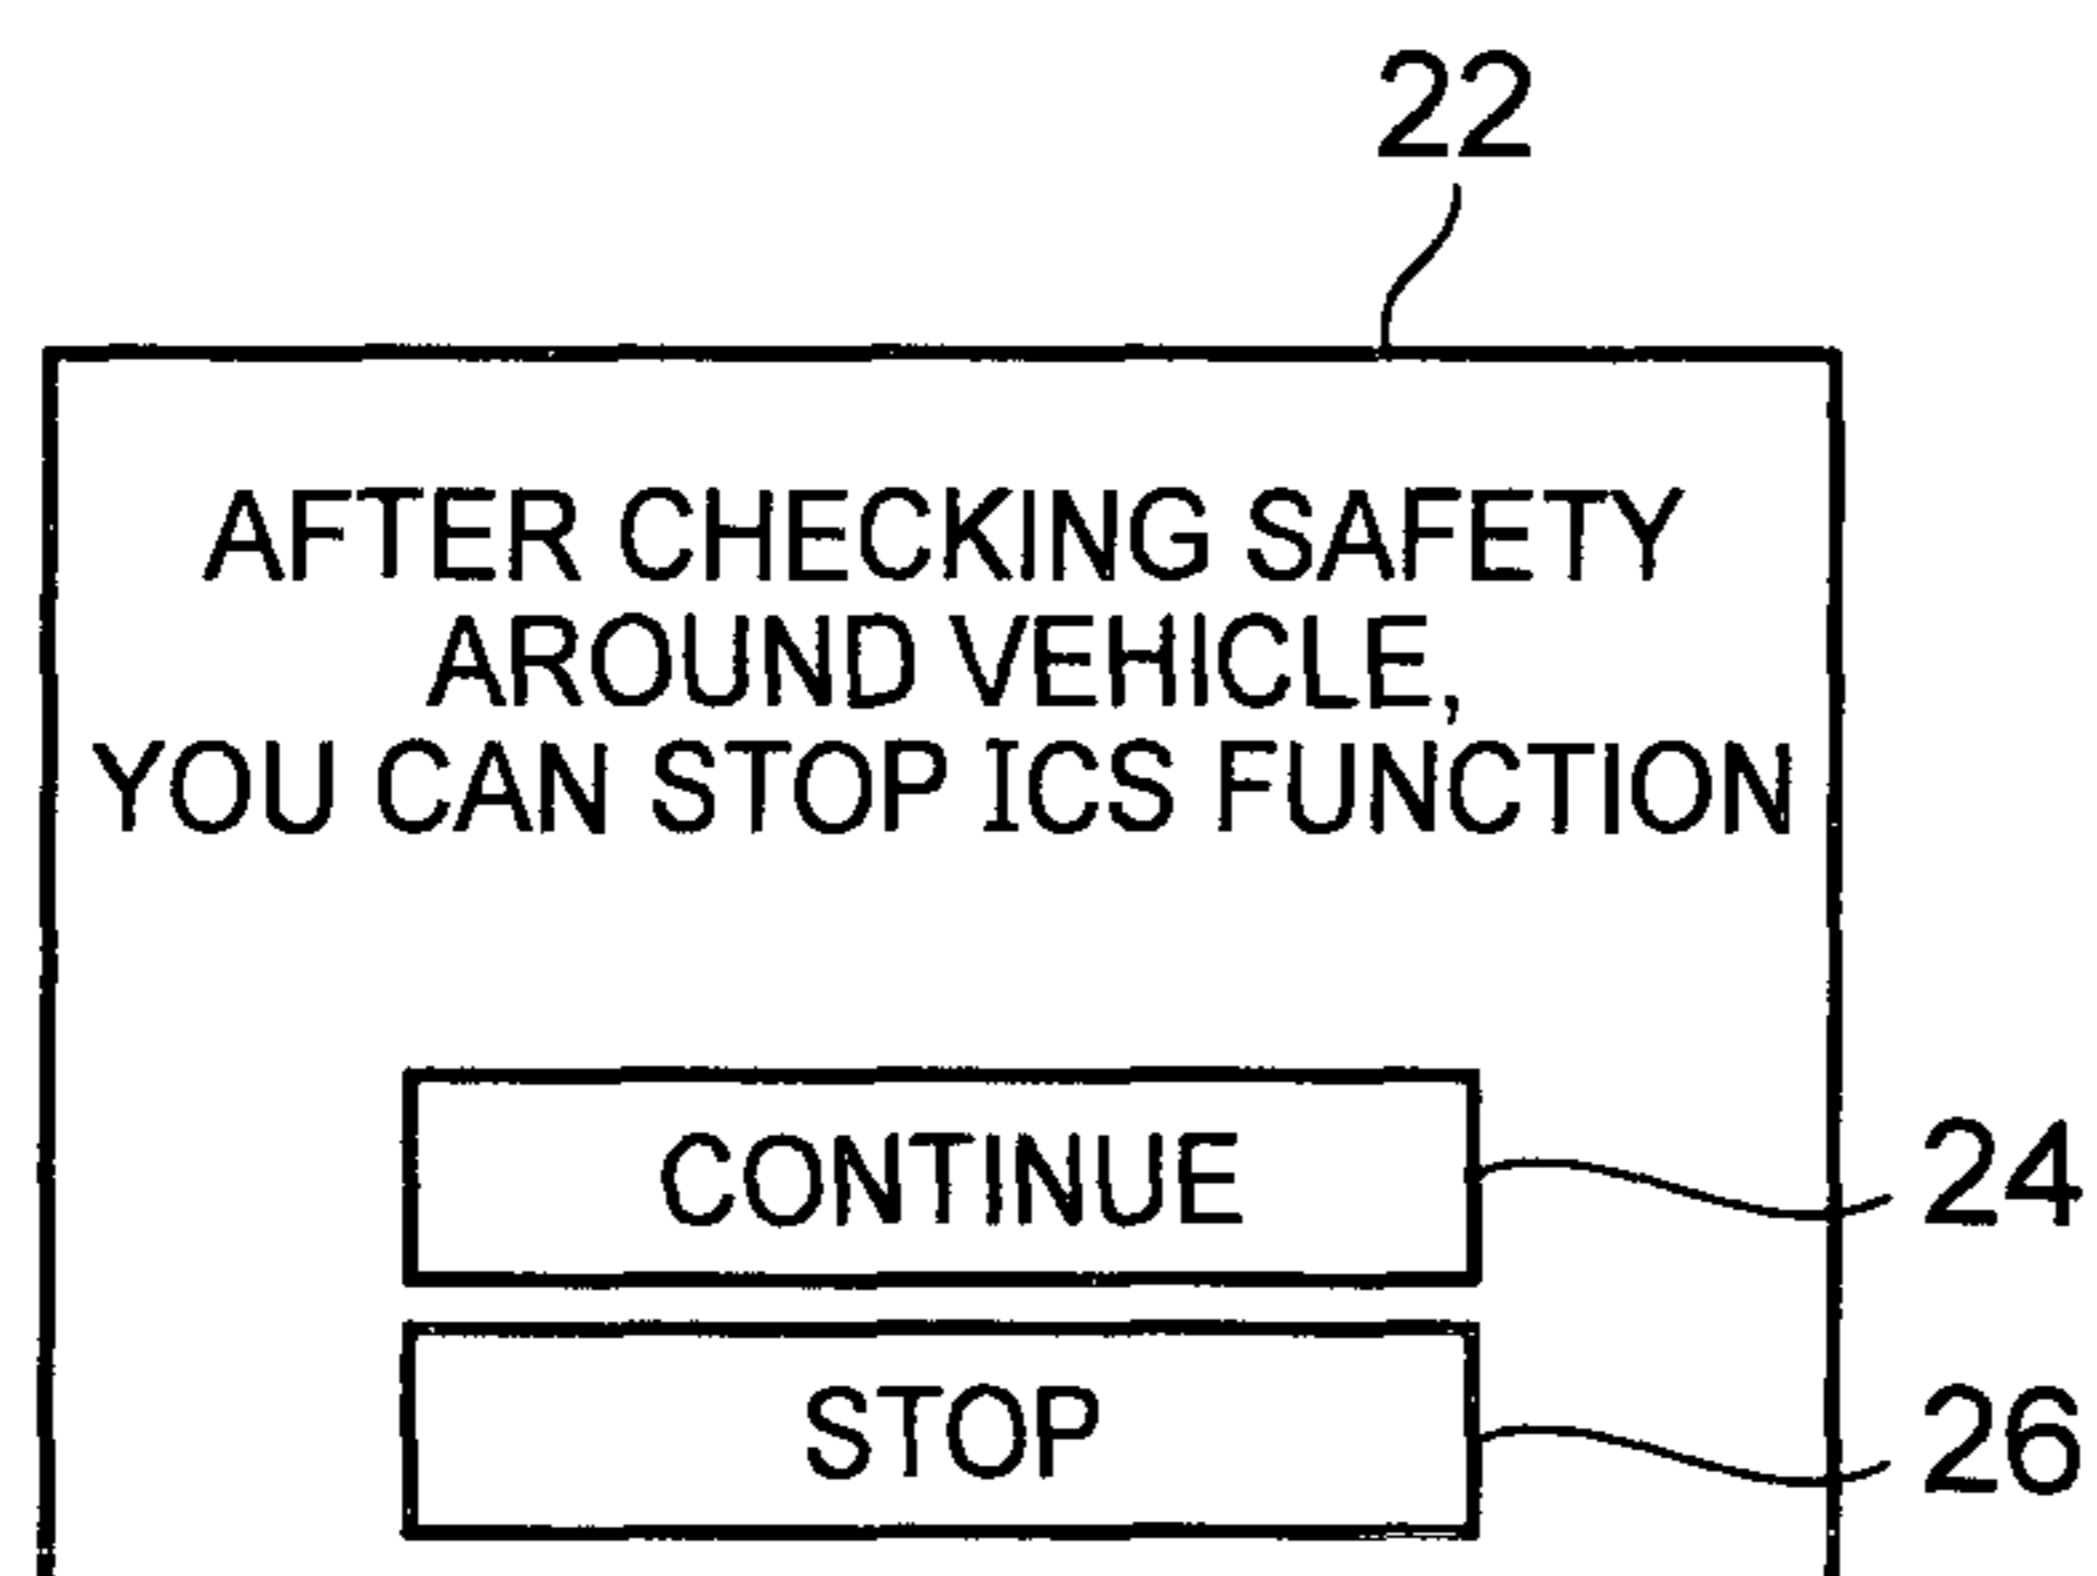 22
AFTER CHECKING SAFETY
AROUND VEHICLE,
YOU CAN STOP ICS FUNCTION
CONTINUE
24
STOP
26